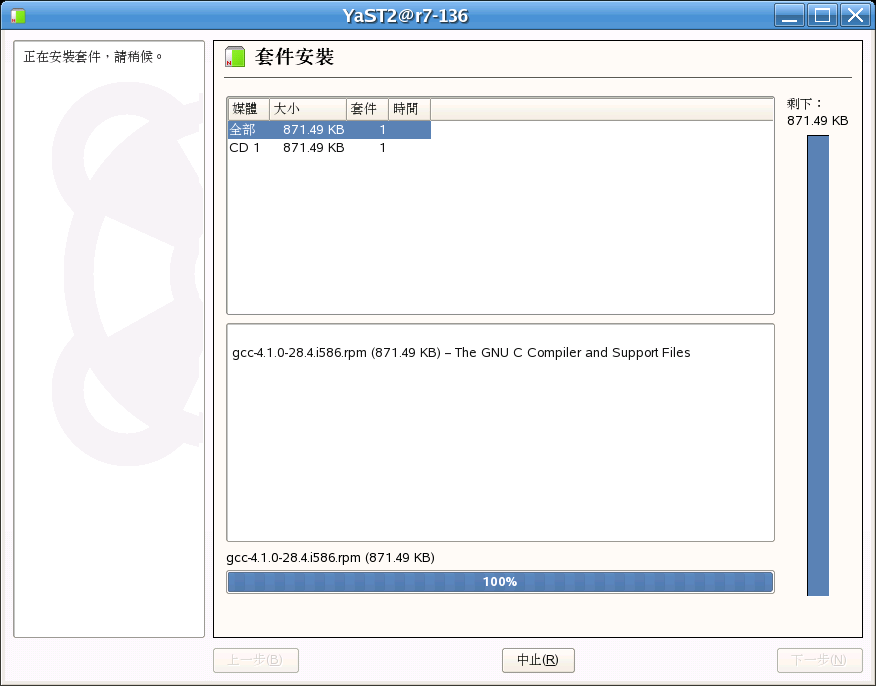 YaST2@r7-136
正在安裝套件，請稍候。
套件安裝
媒體 大小 套件 時間
全部 871.49 KB 1
CD 1 871.49 KB 1
剩下：
871.49 KB
gcc-4.1.0-28.4.i586.rpm (871.49 KB) – The GNU C Compiler and Support Files
gcc-4.1.0-28.4.i586.rpm (871.49 KB)
100%
上一步(B) 中止(R) 下一步(N)